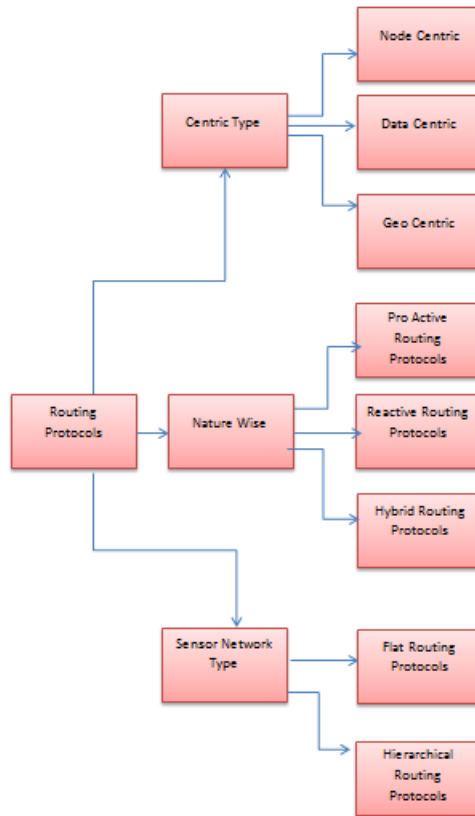 Node Centric
Centric Type
Data Centric
Geo Centric
Pro Active
Routing
Protocols
Routing
Protocols
Nature Wise
Reactive Routing
Protocols
Hybrid Routing
Protocols
Sensor Network
Type
Flat Routing
Protocols
Hierarchical
Routing
Protocols